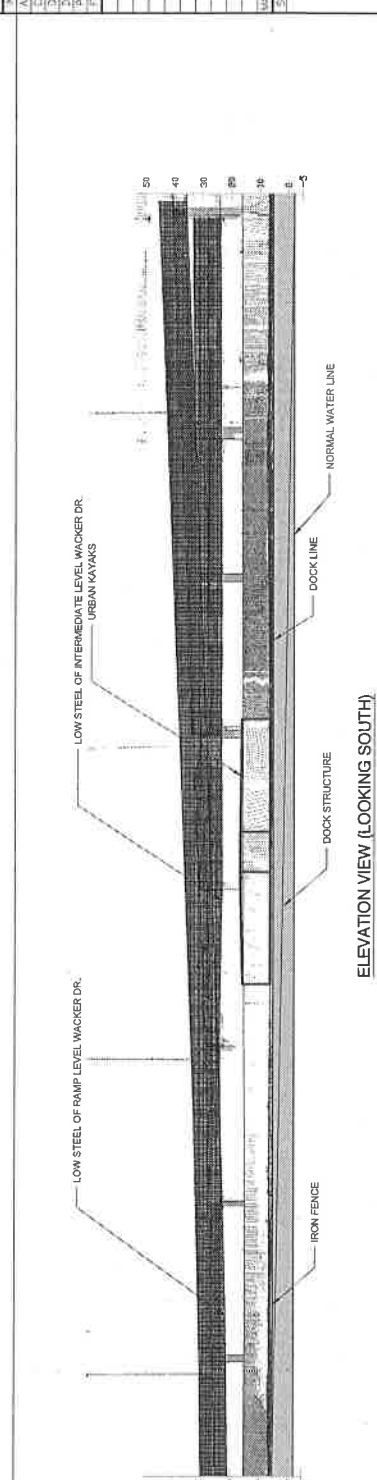 LOW STEEL OF RAMP LEVEL WACKER DR.
LOW STEEL OF INTERMEDIATE LEVEL WACKER DR.
URBAN KAYAKS
50
40
30
20
10
0
-5
IRON FENCE
DOCK STRUCTURE
DOCK LINE
NORMAL WATER LINE
ELEVATION VIEW (LOOKING SOUTH)